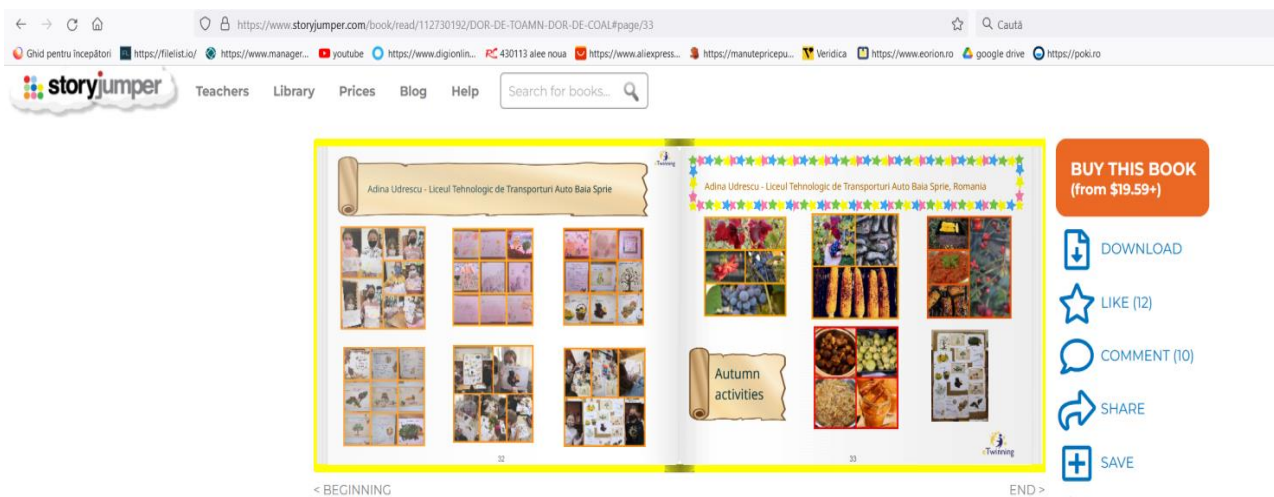 https://www.storyjumper.com/book/read/112730192/DOR-DE-TOAMN-DOR-DE-COAL#page/33
Caută
Ghid pentru începători https://filelist.io/ https://www.manager... youtube https://www.digionlin... 430113 alee noua https://www.aliexpress... https://manutepricepu... Veridica https://www.eorion.ro google drive https://poki.ro
storyjumper Teachers Library Prices Blog Help Search for books...
eTwinning
Adina Udrescu - Liceul Tehnologic de Transporturi Auto Baia Sprie
Adina Udrescu - Liceul Tehnologic de Transporturi Auto Baia Sprie, Romania
Autumn
activities
32
33
eTwinning
BUY THIS BOOK
(from $19.59+)
DOWNLOAD
LIKE (12)
COMMENT (10)
SHARE
SAVE
< BEGINNING
END >